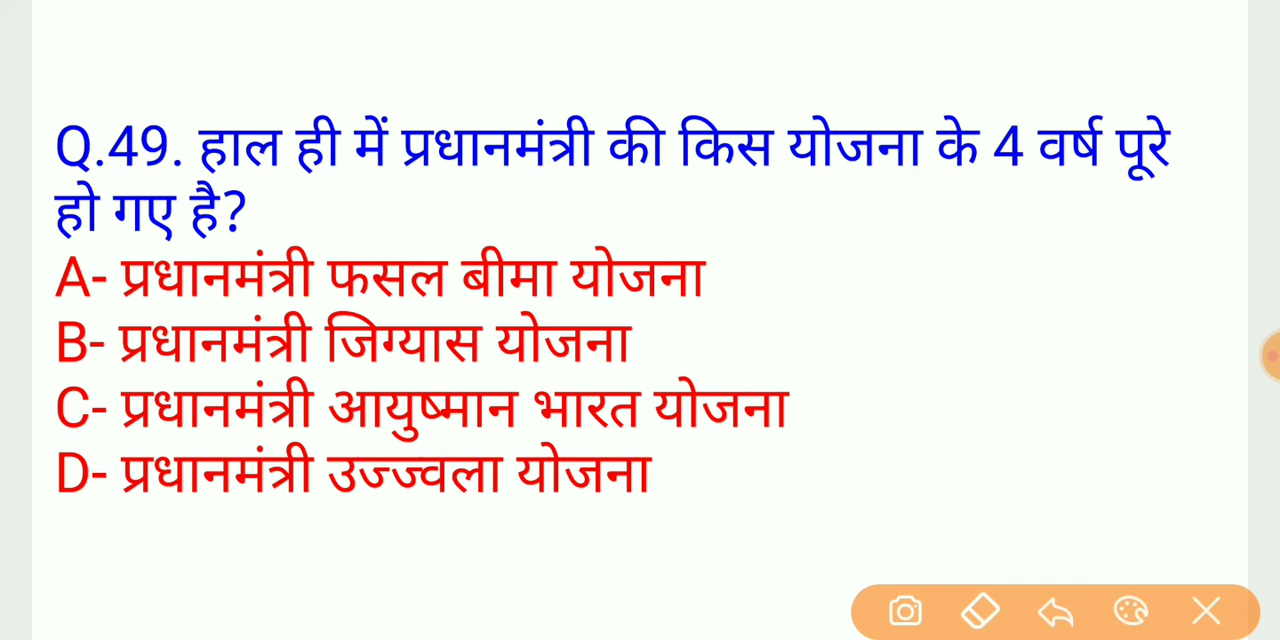 Q.49. हाल ही में प्रधानमंत्री की किस योजना के 4 वर्ष पूरे
हो गए है?
A- प्रधानमंत्री फसल बीमा योजना
B- प्रधानमंत्री जिग्यास योजना
C- प्रधानमंत्री आयुष्मान भारत योजना
D- प्रधानमंत्री उज्ज्वला योजना